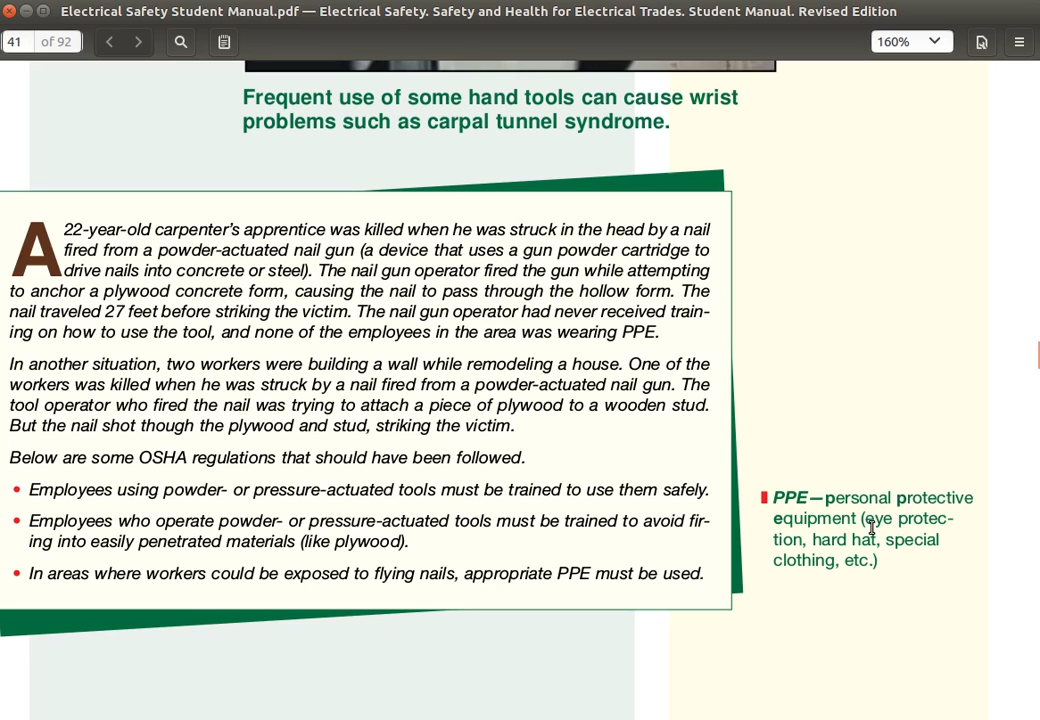 Electrical Safety Student Manual.pdf — Electrical Safety. Safety and Health for Electrical Trades. Student Manual. Revised Edition
41 of 92
160%
Frequent use of some hand tools can cause wrist
problems such as carpal tunnel syndrome.
A 22-year-old carpenter's apprentice was killed when he was struck in the head by a nail
fired from a powder-actuated nail gun (a device that uses a gun powder cartridge to
drive nails into concrete or steel). The nail gun operator fired the gun while attempting
to anchor a plywood concrete form, causing the nail to pass through the hollow form. The
nail traveled 27 feet before striking the victim. The nail gun operator had never received train-
ing on how to use the tool, and none of the employees in the area was wearing PPE.
In another situation, two workers were building a wall while remodeling a house. One of the
workers was killed when he was struck by a nail fired from a powder-actuated nail gun. The
tool operator who fired the nail was trying to attach a piece of plywood to a wooden stud.
But the nail shot though the plywood and stud, striking the victim.
Below are some OSHA regulations that should have been followed.
• Employees using powder- or pressure-actuated tools must be trained to use them safely.
• Employees who operate powder- or pressure-actuated tools must be trained to avoid fir-
ing into easily penetrated materials (like plywood).
• In areas where workers could be exposed to flying nails, appropriate PPE must be used.
PPE—personal protective
equipment (eye protec-
tion, hard hat, special
clothing, etc.)